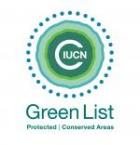 IUCN
Green List
Protected | Conserved Areas